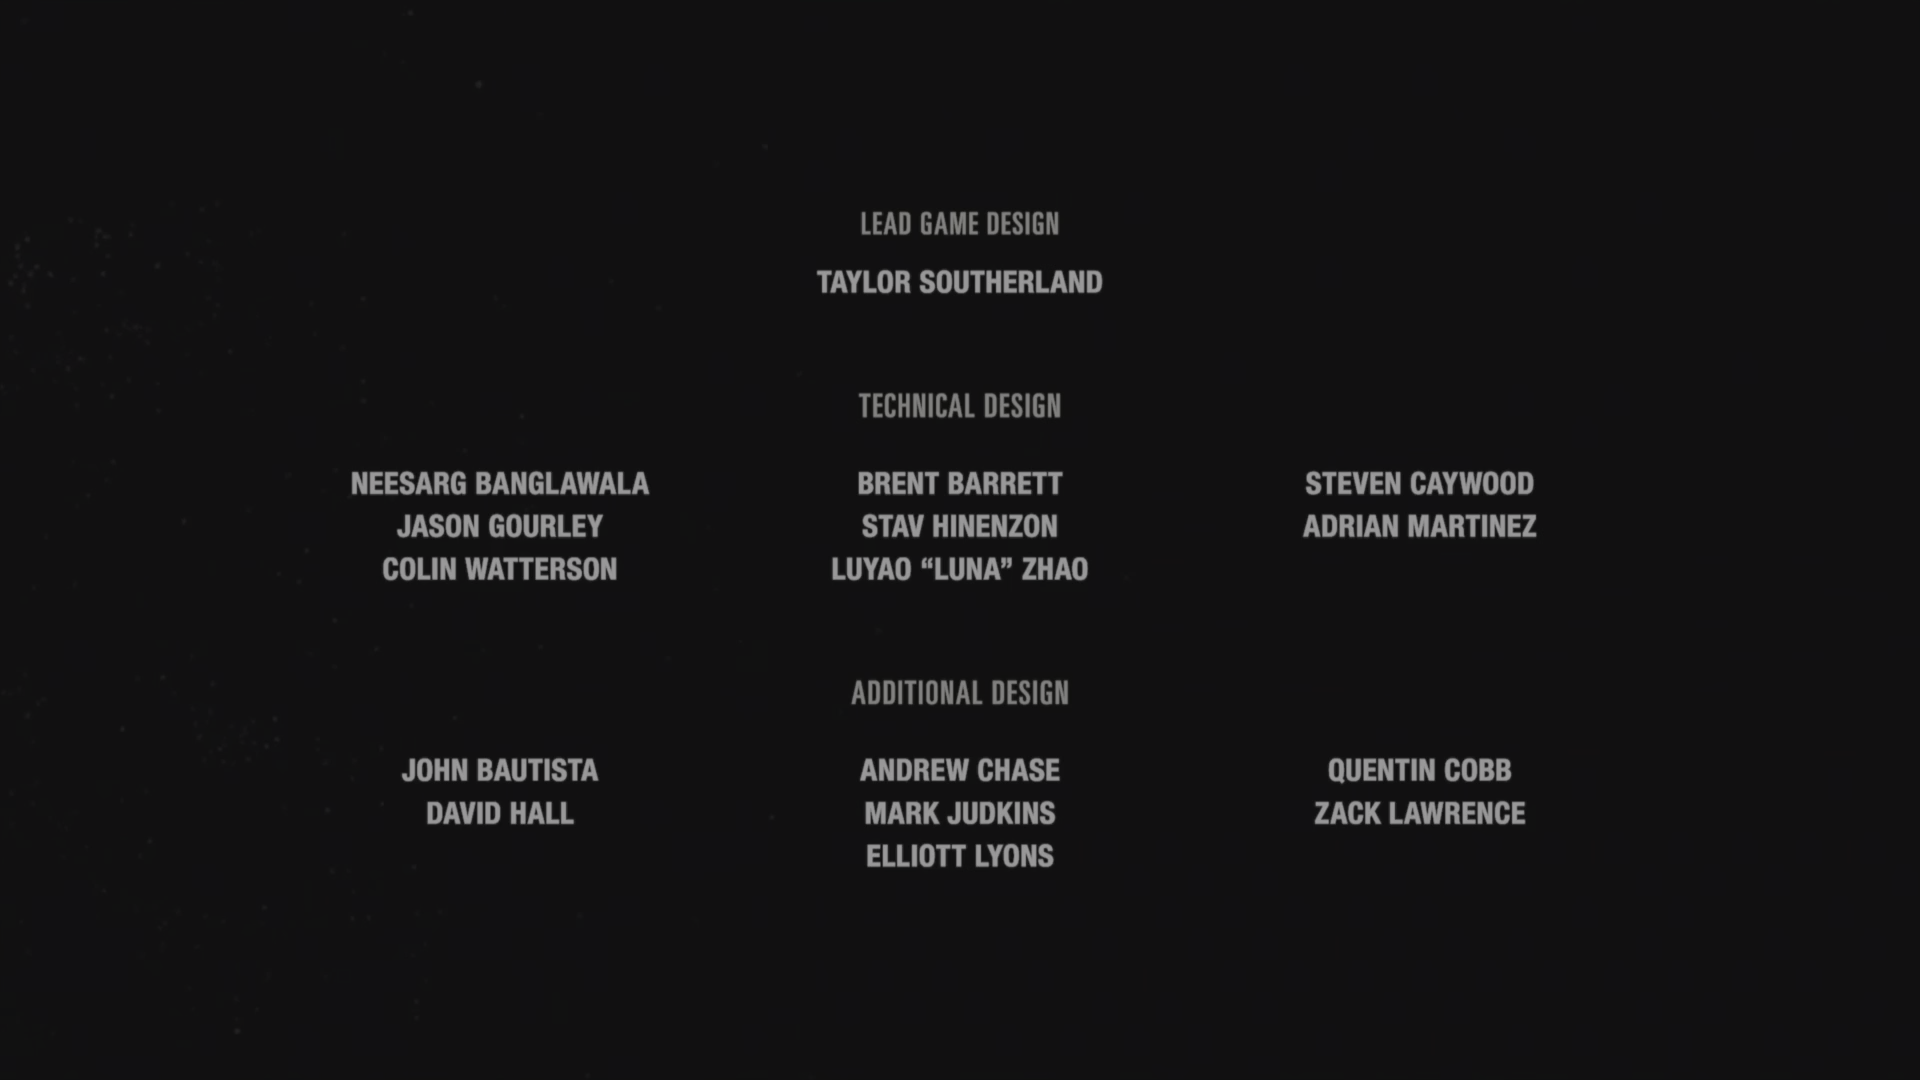 LEAD GAME DESIGN
TAYLOR SOUTHERLAND
TECHNICAL DESIGN
NEESARG BANGLAWALA BRENT BARRETT STEVEN CAYWOOD
JASON GOURLEY STAV HINENZON ADRIAN MARTINEZ
COLIN WATTERSON LUYAO “LUNA” ZHAO
ADDITIONAL DESIGN
JOHN BAUTISTA ANDREW CHASE QUENTIN COBB
DAVID HALL MARK JUDKINS ZACK LAWRENCE
ELLIOTT LYONS